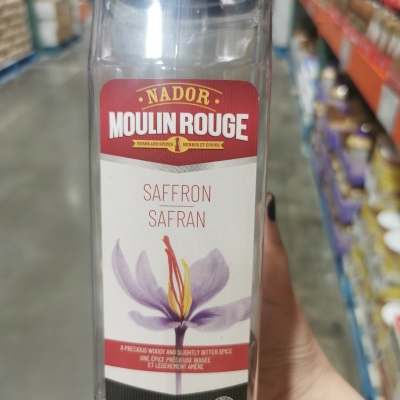 NADOR
MOULIN ROUGE
HERBS AND SPICES HERBES ET ÉPICES
SAFFRON
SAFRAN
A PRECIOUS WOODY AND SLIGHTLY BITTER SPICE
UNE ÉPICE PRÉCIEUSE BOISÉE
ET LÉGÈREMENT AMÈRE